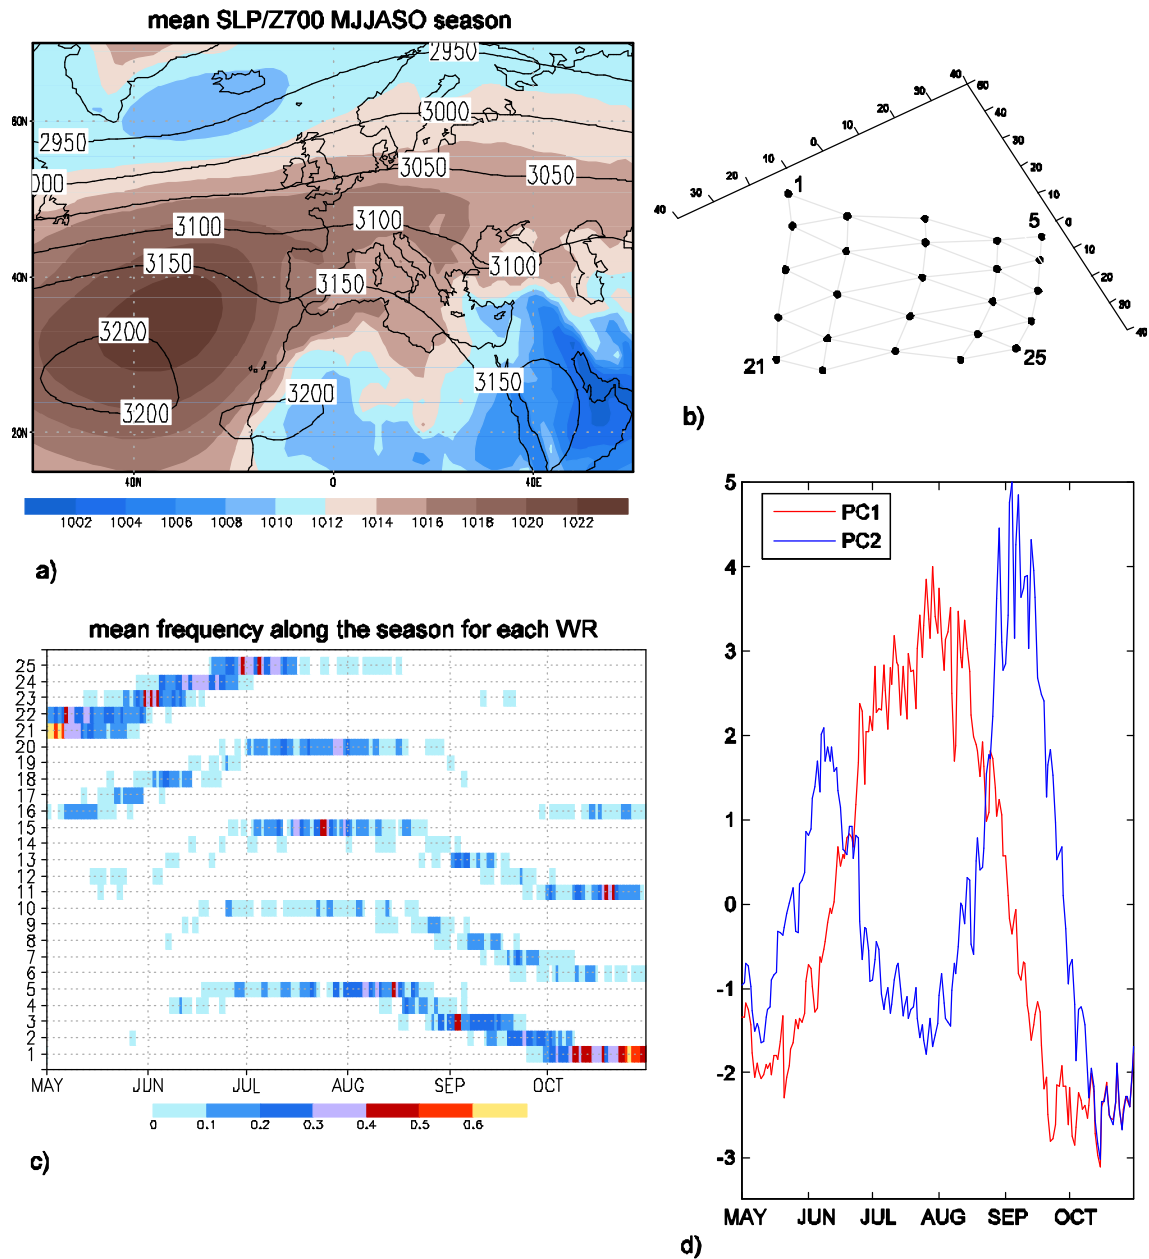 mean SLP/Z700 MJJASO season
2950
60N
3000
2950
3050
000
3050
3100
3100
3150
3100
40N
3150
3200
3150
3200
3200
20N
40N 0 40E
1002 1004 1006 1008 1010 1012 1014 1016 1018 1020 1022
a)
40 30 20 10 0 10 20 30 40
60 40 30 20 10 0 10 20 30 40
1
5
21
25
b)
mean frequency along the season for each WR
25
24
23
22
21
20
19
18
17
16
15
14
13
12
11
10
9
8
7
6
5
4
3
2
1
MAY JUN JUL AUG SEP OCT
0 0.1 0.2 0.3 0.4 0.5 0.6
c)
PC1
PC2
5
4
3
2
1
0
-1
-2
-3
MAY JUN JUL AUG SEP OCT
d)